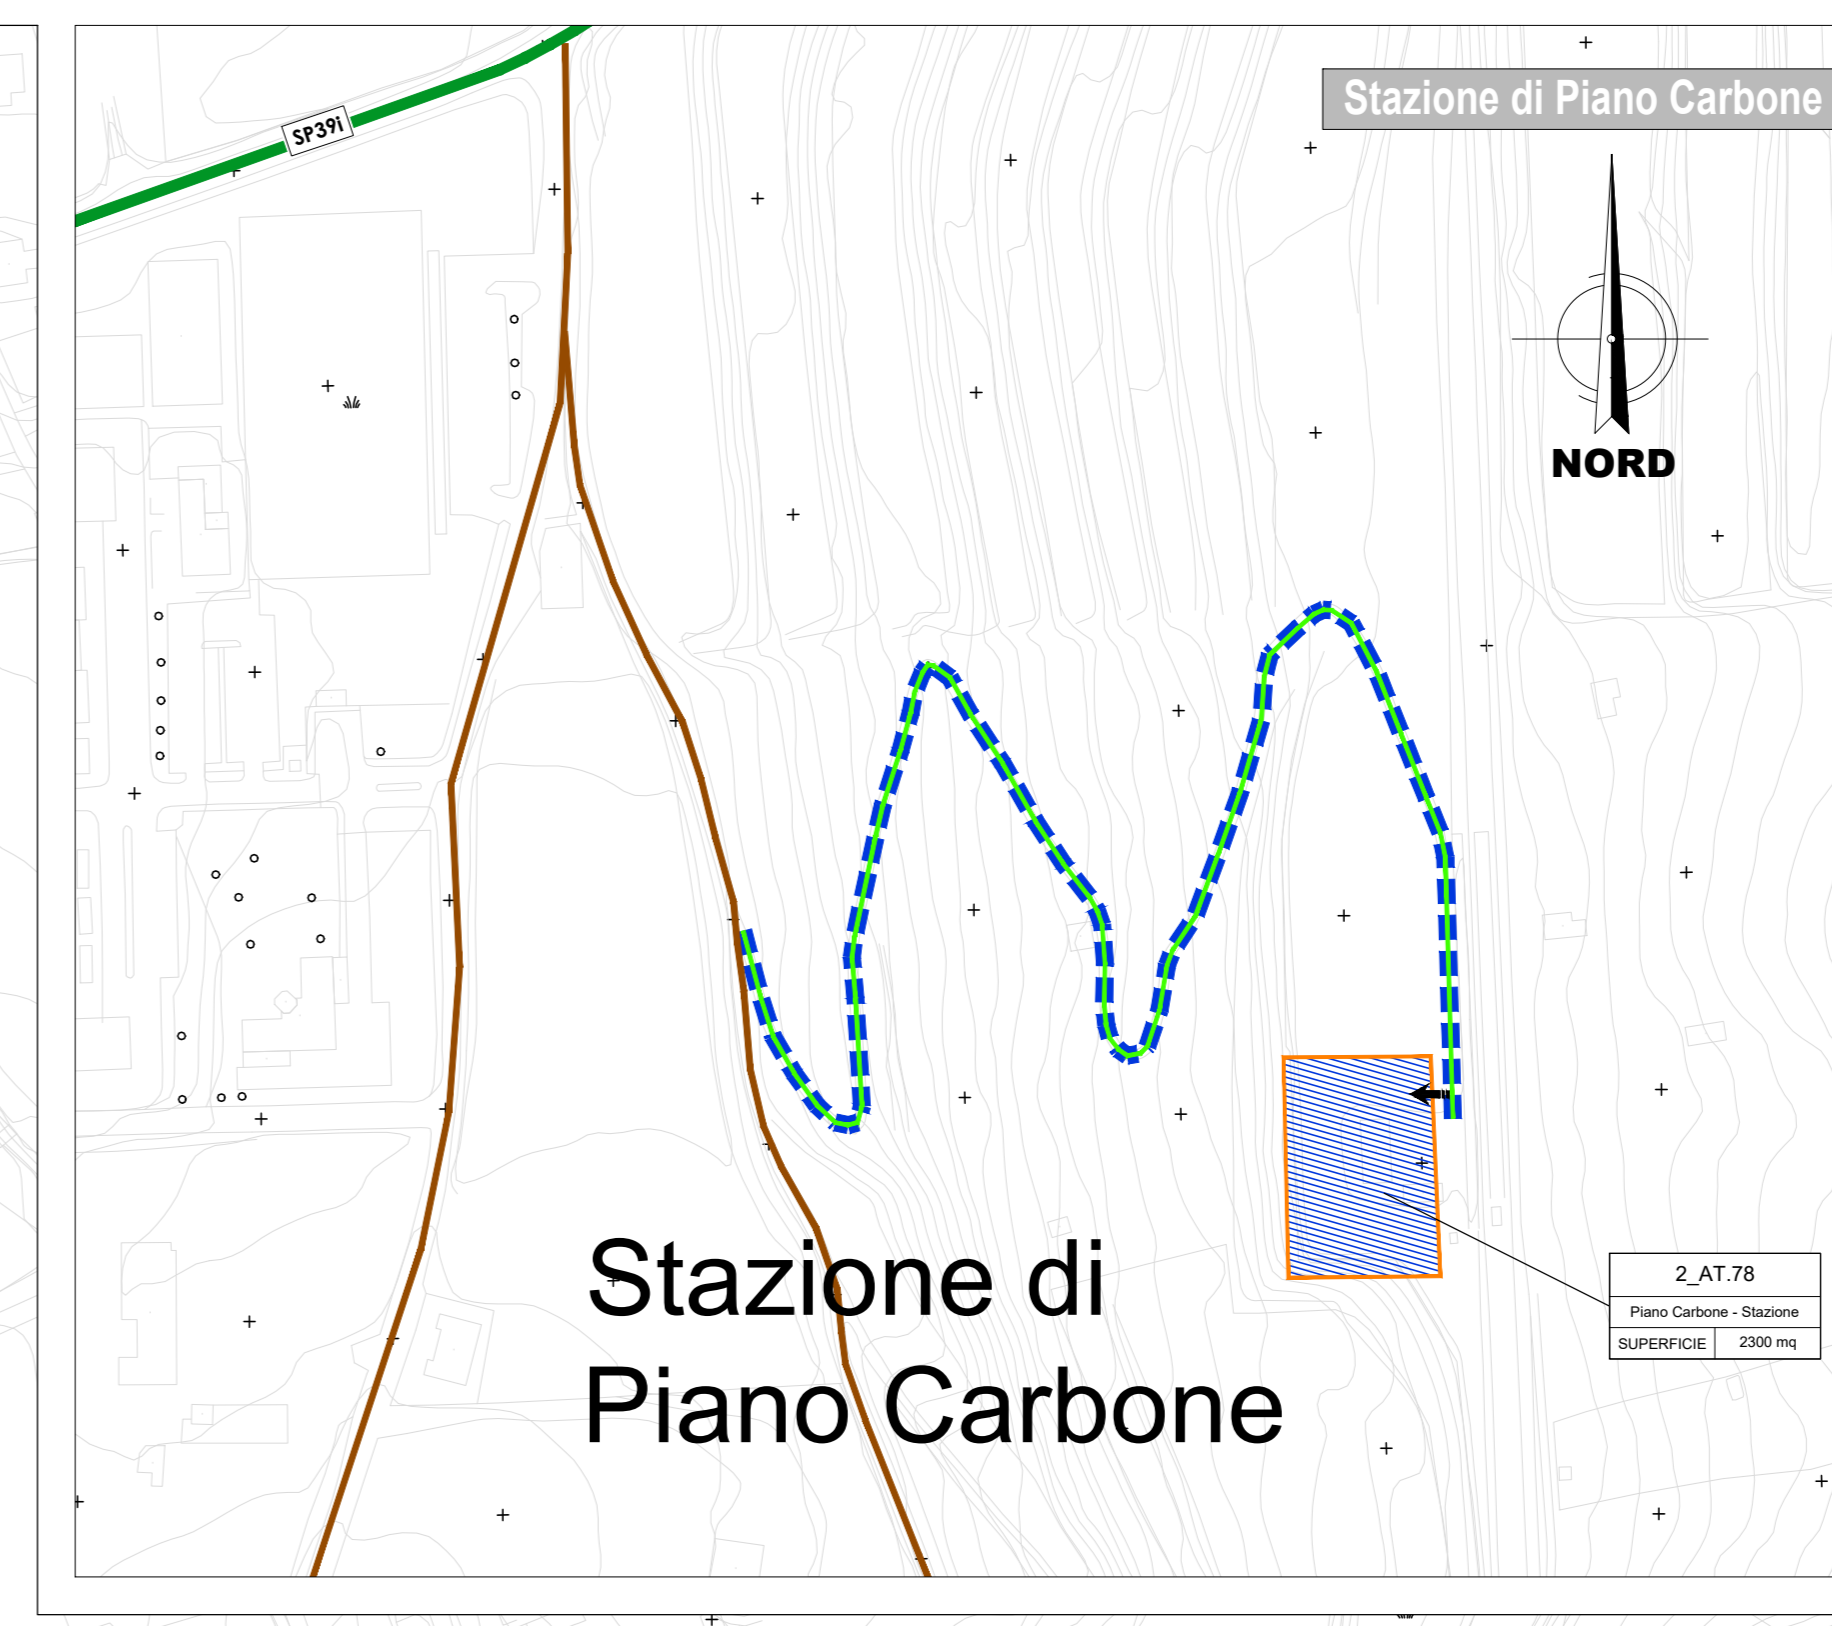 Stazione di Piano Carbone
SP39i
NORD
Stazione di
Piano Carbone
2_AT.78
Piano Carbone - Stazione
SUPERFICIE 2300 mq